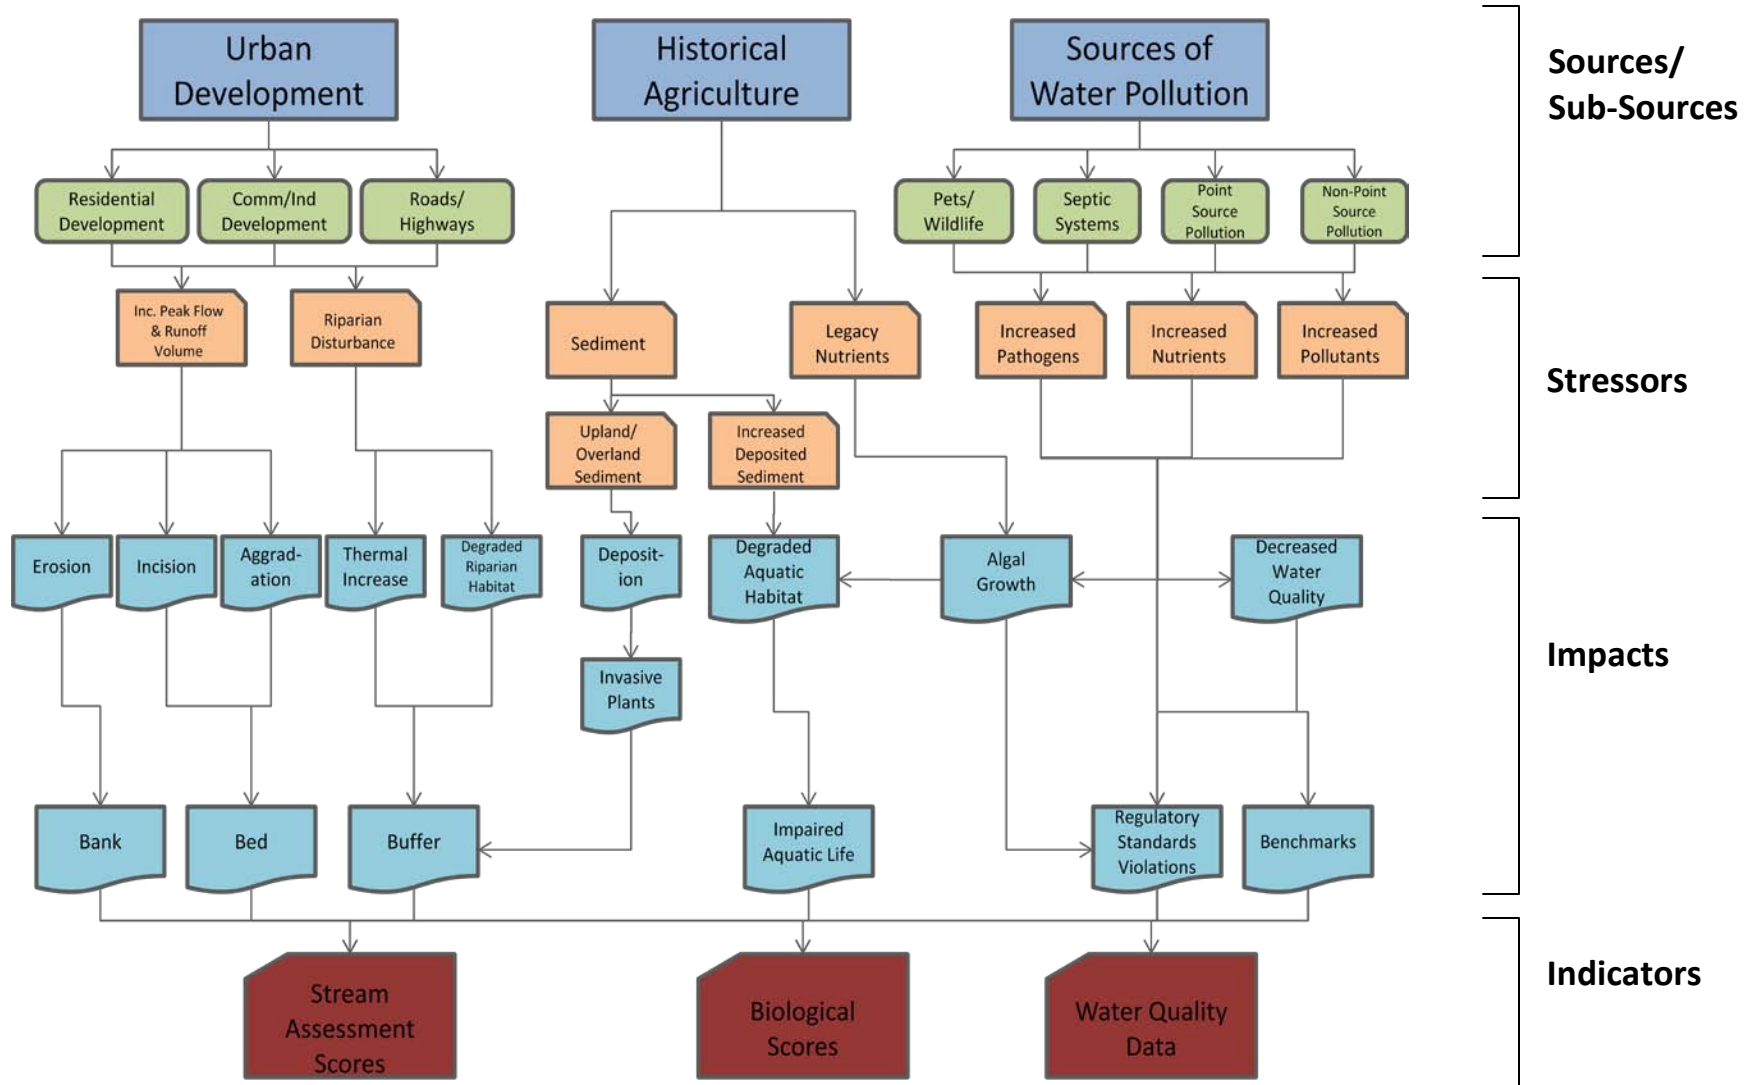 Urban
Development
Historical
Agriculture
Sources of
Water Pollution
Sources/
Sub-Sources
Residential
Development
Comm/Ind
Development
Roads/
Highways
Pets/
Wildlife
Septic
Systems
Point
Source
Pollution
Non-Point
Source
Pollution
Inc. Peak Flow
& Runoff
Volume
Riparian
Disturbance
Sediment
Legacy
Nutrients
Increased
Pathogens
Increased
Nutrients
Increased
Pollutants
Stressors
Upland/
Overland
Sediment
Increased
Deposited
Sediment
Erosion
Incision
Aggrad-
ation
Thermal
Increase
Degraded
Riparian
Habitat
Deposit-
ion
Degraded
Aquatic
Habitat
Algal
Growth
Decreased
Water
Quality
Impacts
Invasive
Plants
Bank
Bed
Buffer
Impaired
Aquatic Life
Regulatory
Standards
Violations
Benchmarks
Indicators
Stream
Assessment
Scores
Biological
Scores
Water Quality
Data